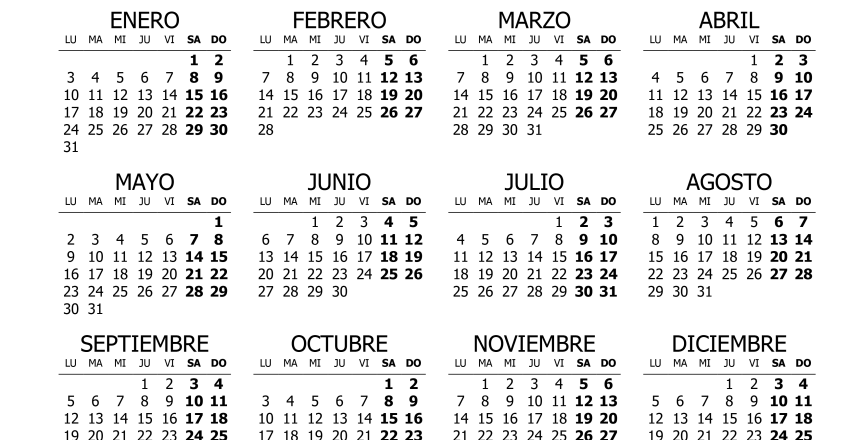 ENERO FEBRERO MARZO ABRIL
LU MA MI JU VI SA DO LU MA MI JU VI SA DO LU MA MI JU VI SA DO LU MA MI JU VI SA DO
1 2 1 2 3 4 5 6 1 2 3 4 5 6 1 2 3
3 4 5 6 7 8 9 7 8 9 10 11 12 13 7 8 9 10 11 12 13 4 5 6 7 8 9 10
10 11 12 13 14 15 16 14 15 16 17 18 19 20 14 15 16 17 18 19 20 11 12 13 14 15 16 17
17 18 19 20 21 22 23 21 22 23 24 25 26 27 21 22 23 24 25 26 27 18 19 20 21 22 23 24
24 25 26 27 28 29 30 28 28 29 30 31 25 26 27 28 29 30
31
MAYO JUNIO JULIO AGOSTO
LU MA MI JU VI SA DO LU MA MI JU VI SA DO LU MA MI JU VI SA DO LU MA MI JU VI SA DO
1 1 2 3 4 5 1 2 3 1 2 3 4 5 6 7
2 3 4 5 6 7 8 6 7 8 9 10 11 12 4 5 6 7 8 9 10 8 9 10 11 12 13 14
9 10 11 12 13 14 15 13 14 15 16 17 18 19 11 12 13 14 15 16 17 15 16 17 18 19 20 21
16 17 18 19 20 21 22 20 21 22 23 24 25 26 18 19 20 21 22 23 24 22 23 24 25 26 27 28
23 24 25 26 27 28 29 27 28 29 30 25 26 27 28 29 30 31 29 30 31
30 31
SEPTIEMBRE OCTUBRE NOVIEMBRE DICIEMBRE
LU MA MI JU VI SA DO LU MA MI JU VI SA DO LU MA MI JU VI SA DO LU MA MI JU VI SA DO
1 2 3 4 1 2 1 2 3 4 5 6 1 2 3 4
5 6 7 8 9 10 11 3 4 5 6 7 8 9 7 8 9 10 11 12 13 5 6 7 8 9 10 11
12 13 14 15 16 17 18 10 11 12 13 14 15 16 14 15 16 17 18 19 20 12 13 14 15 16 17 18
19 20 21 22 23 24 25 17 18 19 20 21 22 23 21 22 23 24 25 26 27 19 20 21 22 23 24 25